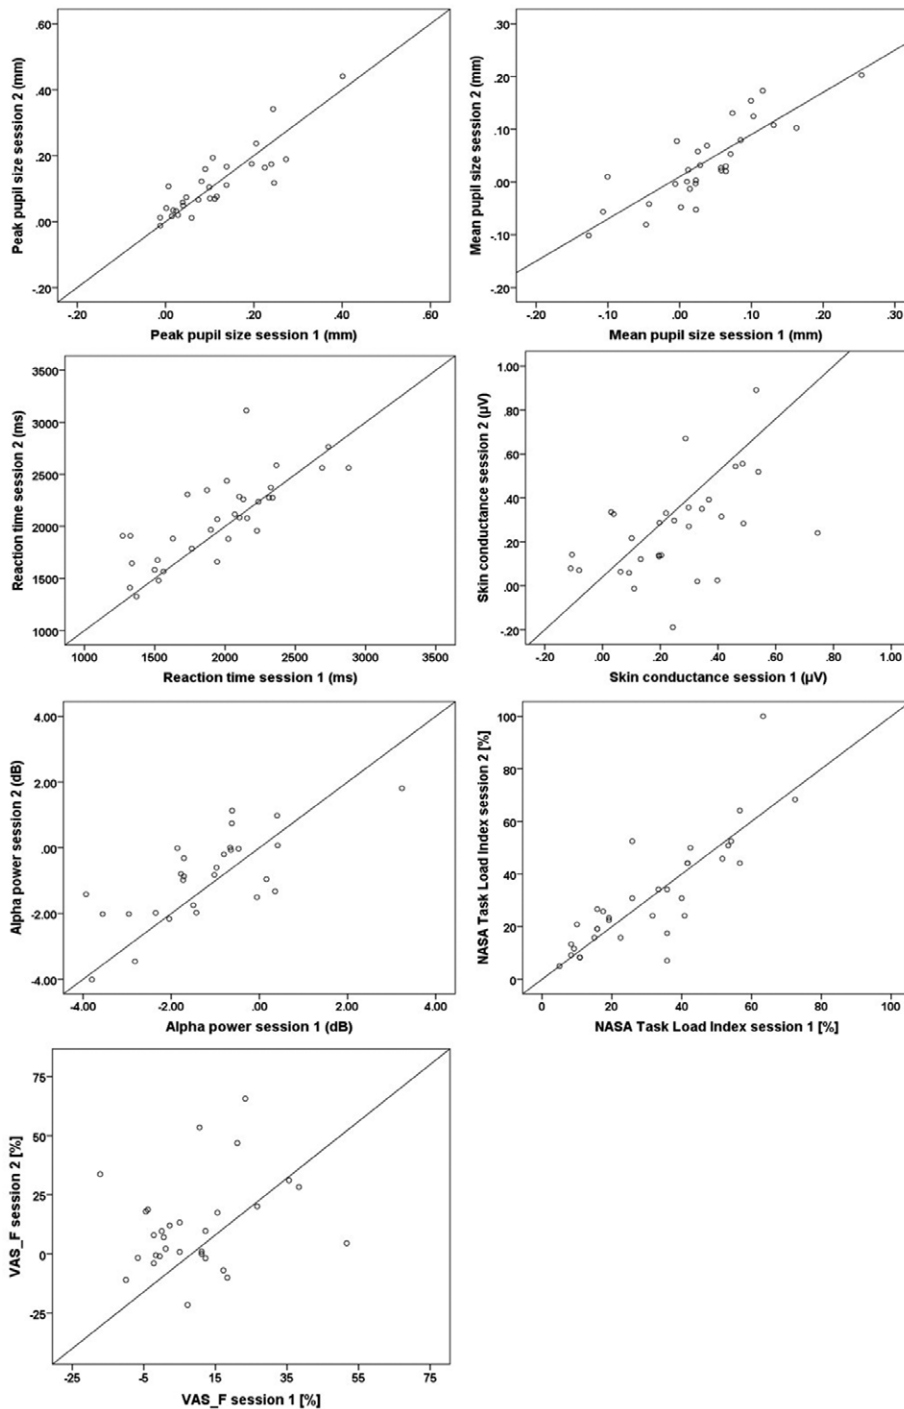 .60
.40
.20
.00
-.20
Peak pupil size session 2 (mm)
-.20 .00 .20 .40 .60
Peak pupil size session 1 (mm)
.30
.20
.10
.00
-.10
-.20
Mean pupil size session 2 (mm)
-.20 -.10 .00 .10 .20 .30
Mean pupil size session 1 (mm)
3500
3000
2500
2000
1500
1000
Reaction time session 2 (ms)
1000 1500 2000 2500 3000 3500
Reaction time session 1 (ms)
1.00
.80
.60
.40
.20
.00
-.20
Skin conductance session 2 (µV)
-.20 .00 .20 .40 .60 .80 1.00
Skin conductance session 1 (µV)
4.00
2.00
.00
-2.00
-4.00
Alpha power session 2 (dB)
-4.00 -2.00 .00 2.00 4.00
Alpha power session 1 (dB)
100
80
60
40
20
0
NASA Task Load Index session 2 [%]
0 20 40 60 80 100
NASA Task Load Index session 1 [%]
75
50
25
0
-25
VAS_F session 2 [%]
-25 -5 15 35 55 75
VAS_F session 1 [%]